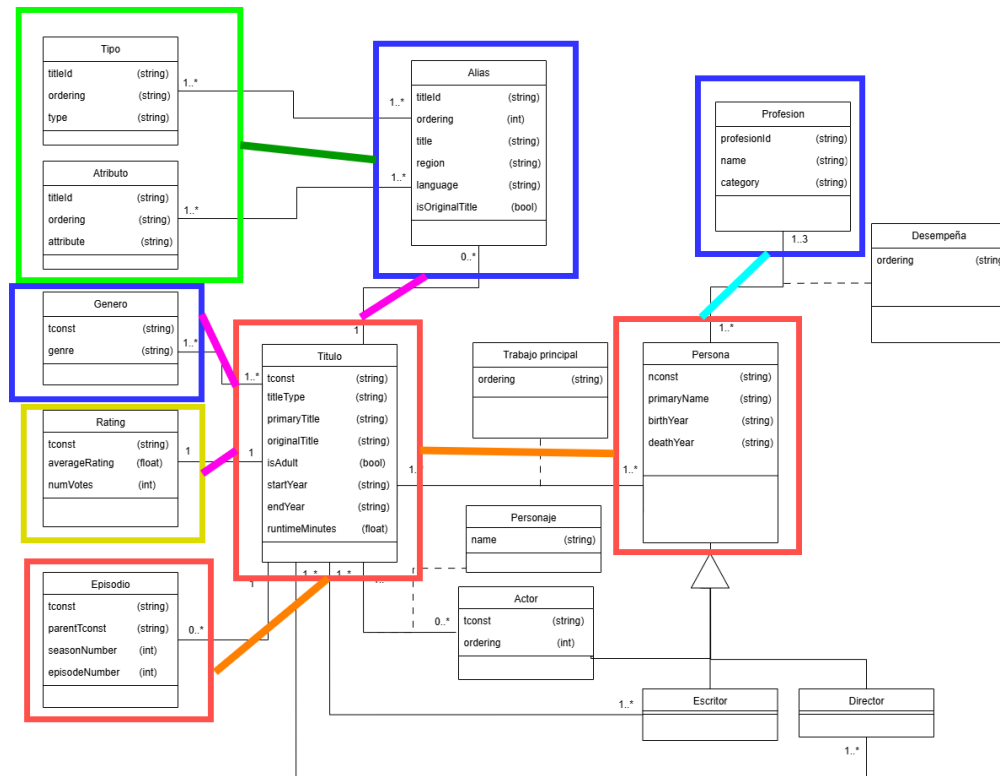 Tipo
titleId (string)
ordering (string)
type (string)
1..*
1..*
Atributo
titleId (string)
ordering (string)
attribute (string)
1..*
1..*
Alias
titleId (string)
ordering (int)
title (string)
region (string)
language (string)
isOriginalTitle (bool)
0..*
1
Profesion
profesionId (string)
name (string)
category (string)
1..3
1..*
Desempeña
ordering (string
Genero
tconst (string)
genre (string)
1..*
1..*
Titulo
tconst (string)
titleType (string)
primaryTitle (string)
originalTitle (string)
isAdult (bool)
startYear (string)
endYear (string)
runtimeMinutes (float)
Trabajo principal
ordering (string)
Persona
nconst (string)
primaryName (string)
birthYear (string)
deathYear (string)
1..*
Rating
tconst (string)
averageRating (float)
numVotes (int)
1
1
Personaje
name (string)
Episodio
tconst (string)
parentTconst (string)
seasonNumber (int)
episodeNumber (int)
0..*
1
1..*
1..*
Actor
tconst (string)
ordering (int)
0..*
Escritor
1..*
Director
1..*